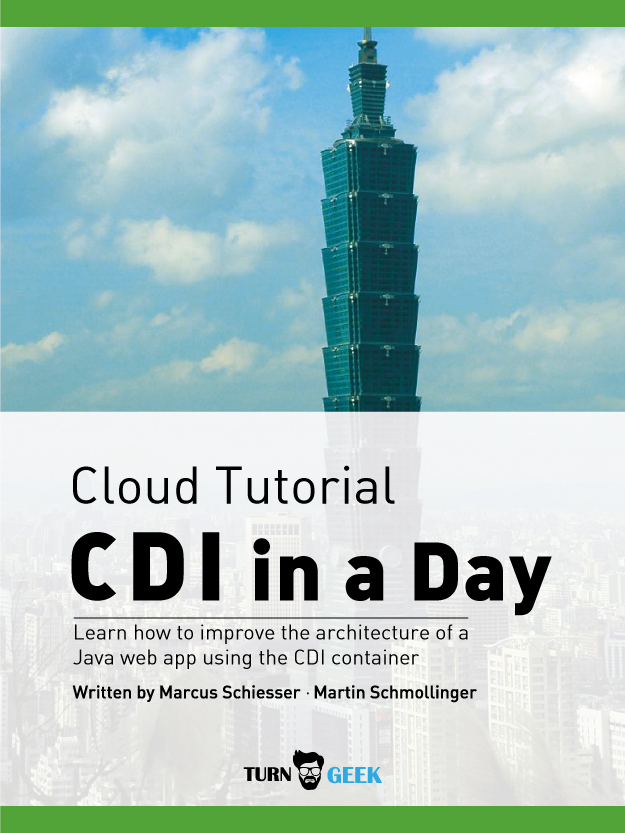 Cloud Tutorial
CDI in a Day
Learn how to improve the architecture of a
Java web app using the CDI container
Written by Marcus Schiesser · Martin Schmollinger
TURN GEEK